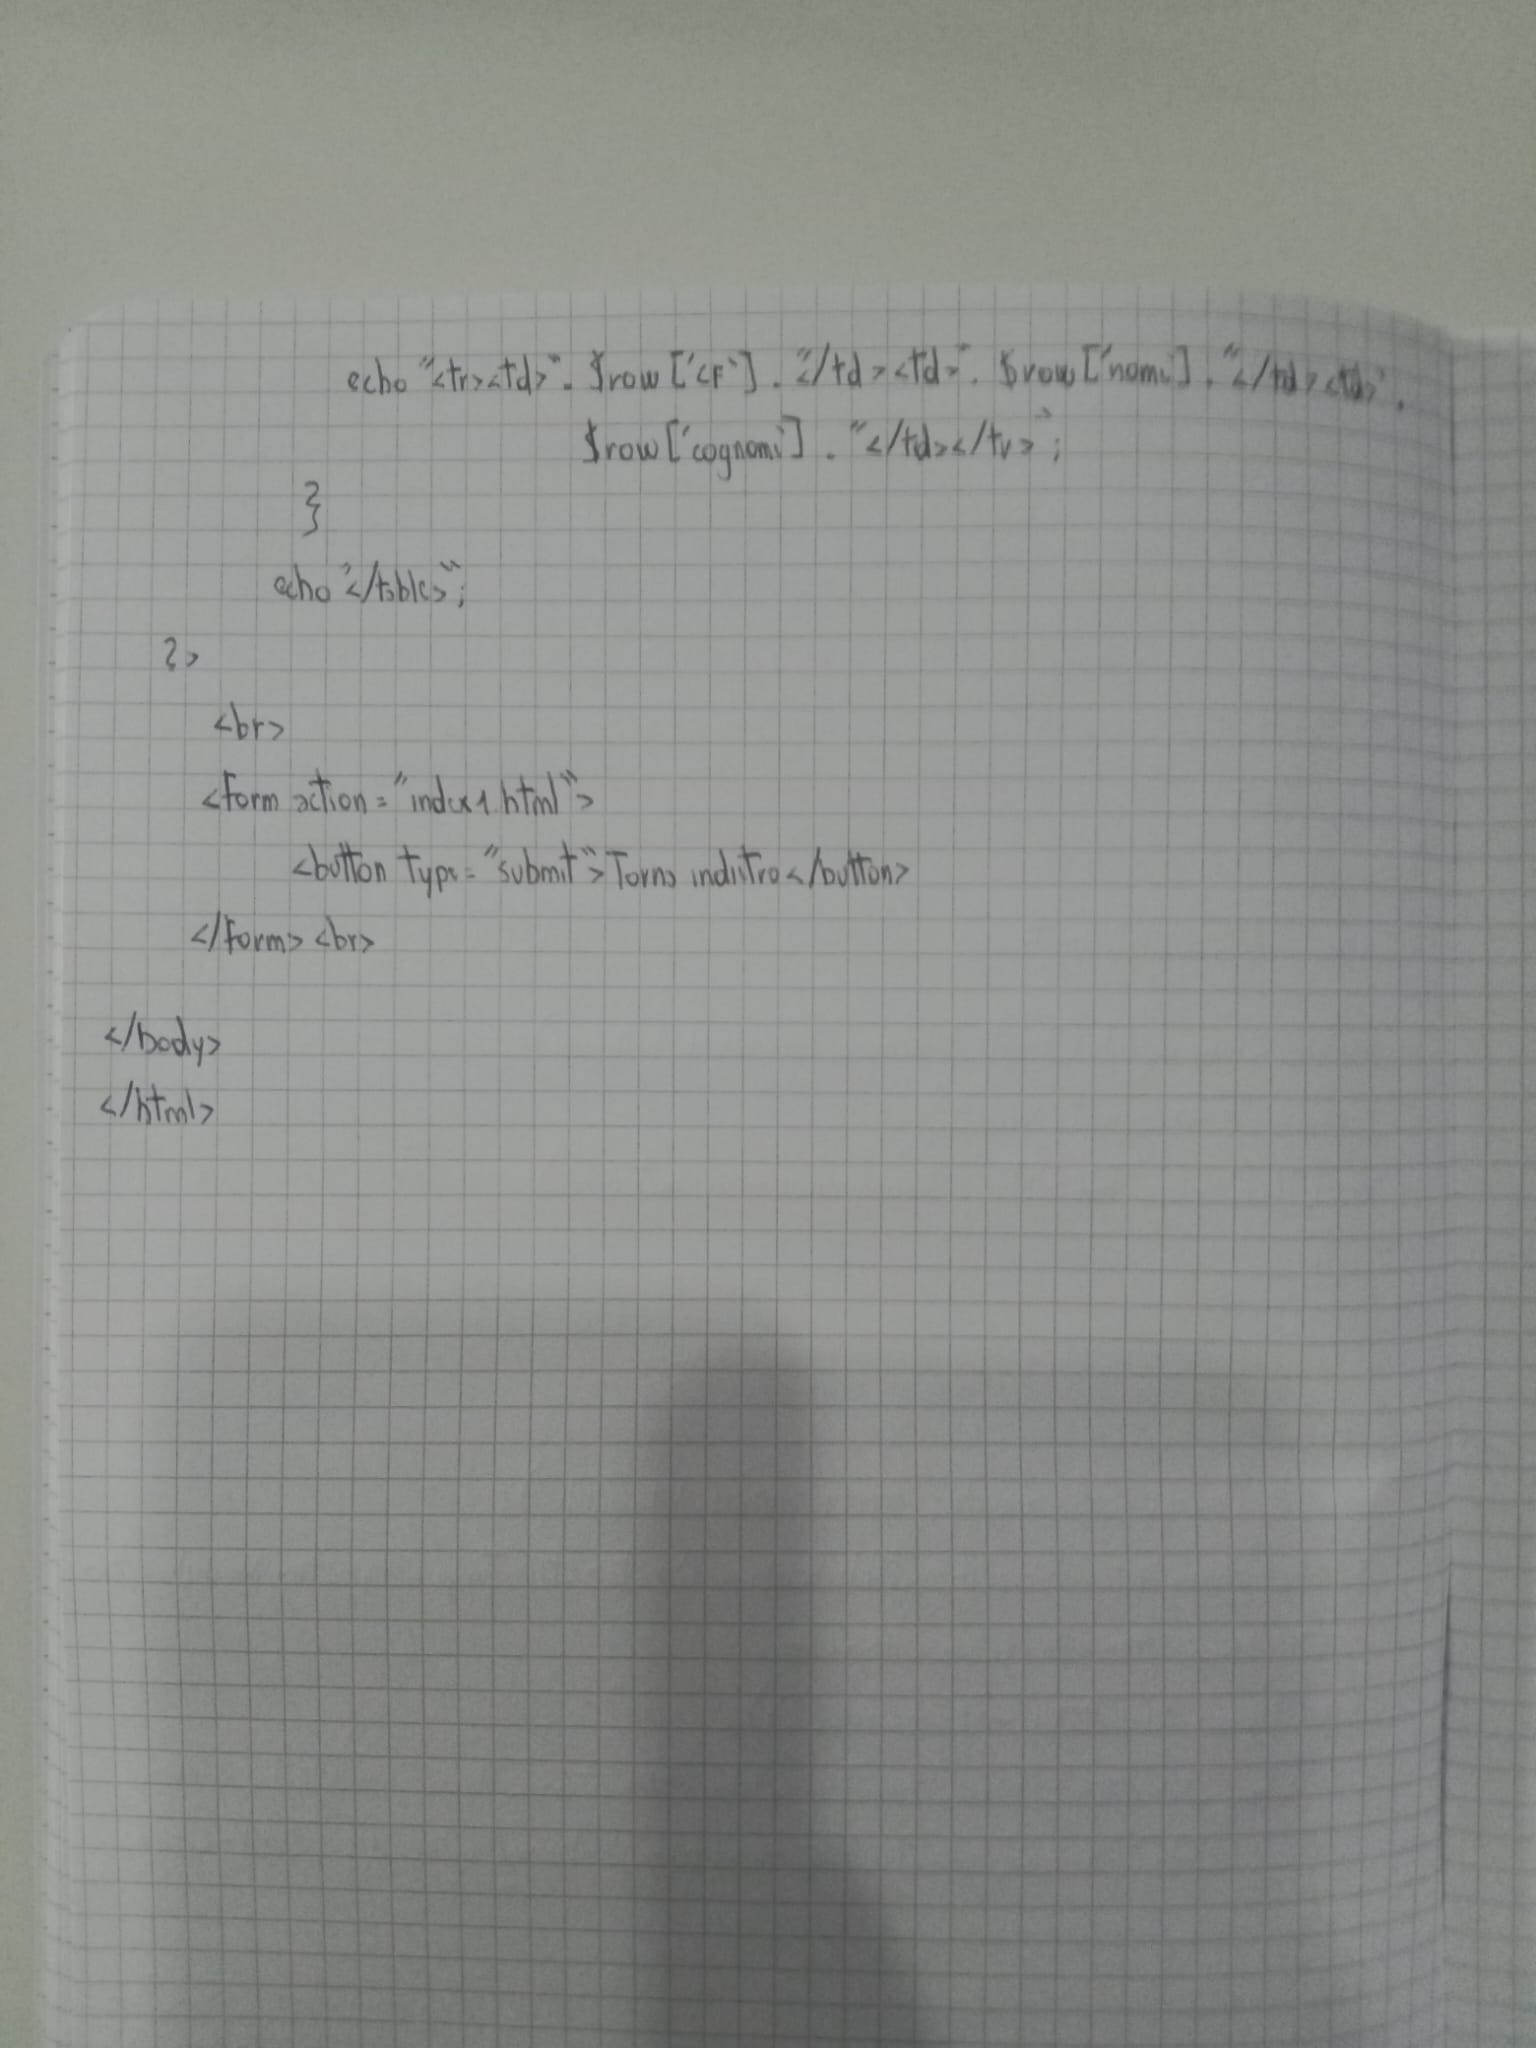 echo "<tr><td>". $row ['CF'] . "</td><td>". $row ['nome'] . "</td><td>".
$row ['cognome'] . "</td></tr>";
}
echo "</table>";
?>
<br>
<form action="index1.html">
<button type="submit">Torna indietro</button>
</form> <br>
</body>
</html>